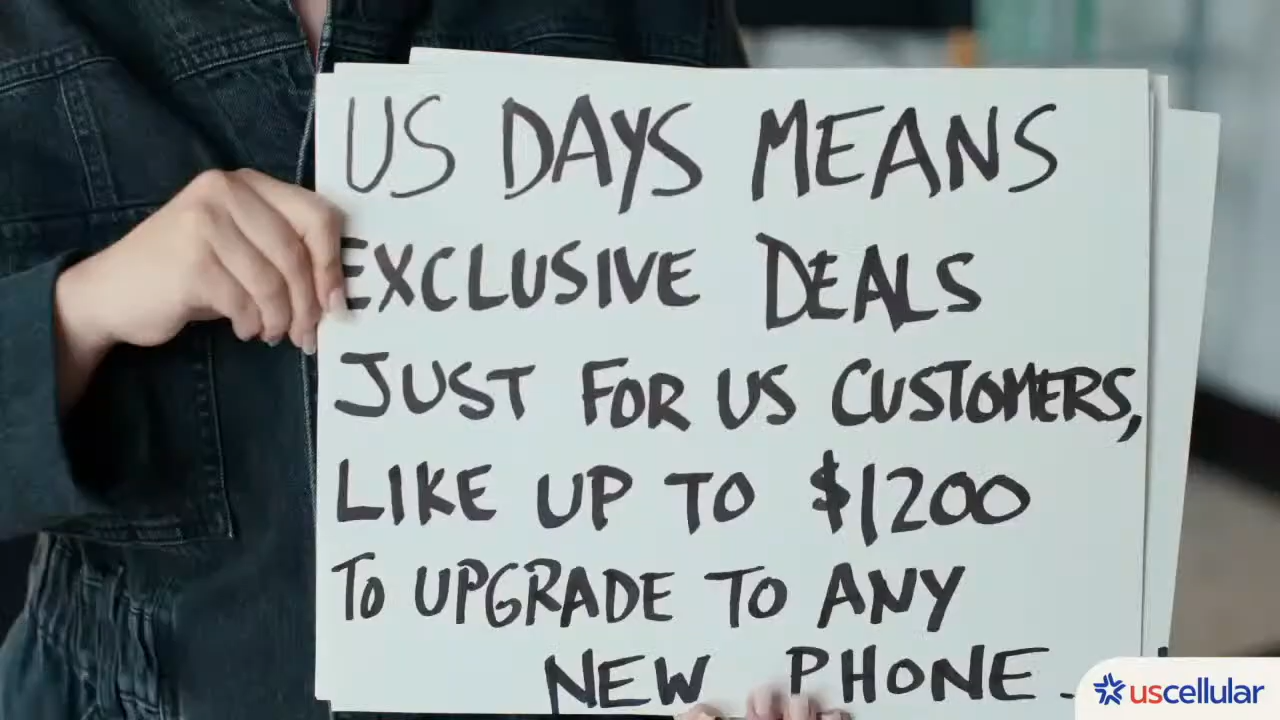 US DAYS MEANS
EXCLUSIVE DEALS
JUST FOR US CUSTOMERS,
LIKE UP TO $1200
TO UPGRADE TO ANY
NEW PHONE.
uscellular